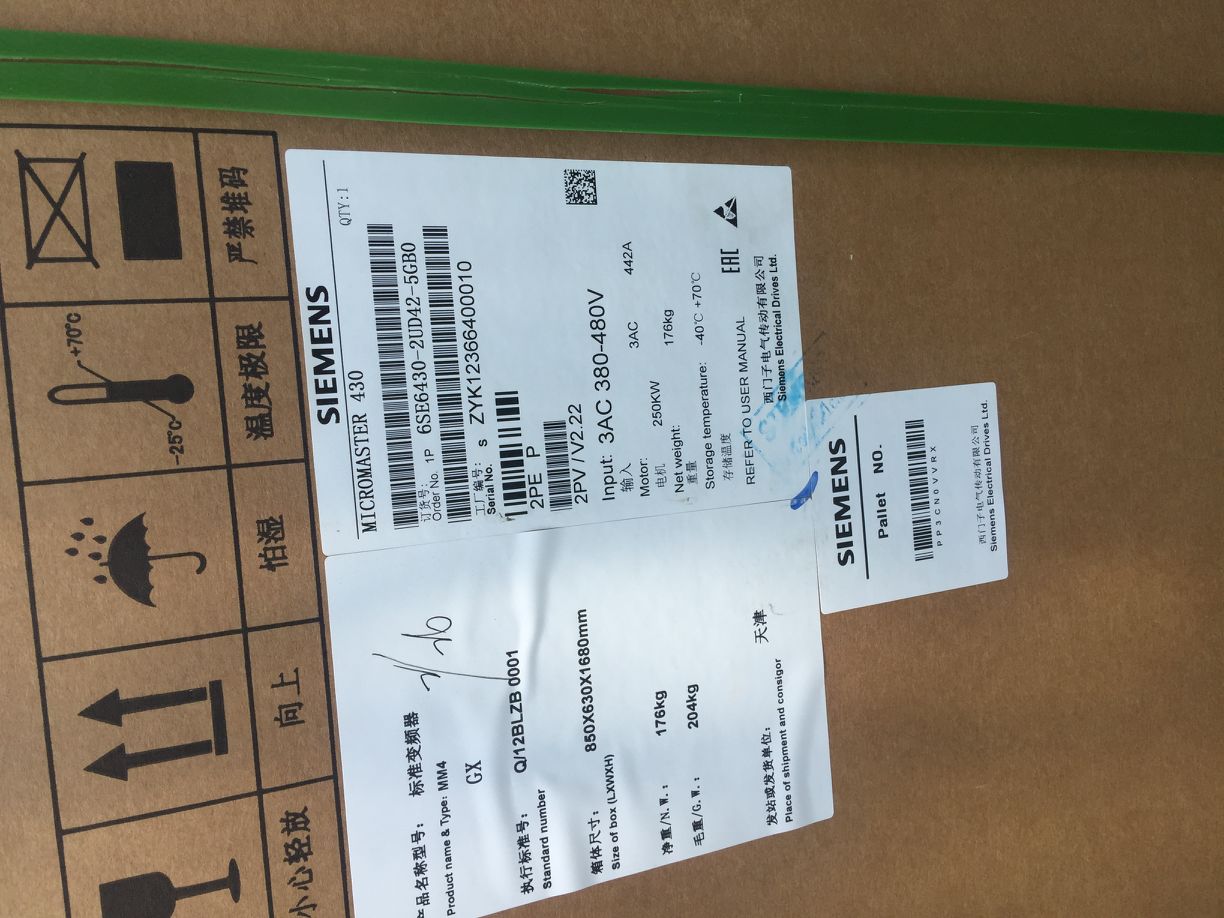 严禁堆码
+70℃
-25℃
温度极限
怕湿
向上
小心轻放
SIEMENS
QTY:1
MICROMASTER 430
订货号:
Order No. 1P 6SE6430-2UD42-5GB0
工厂编号:
Serial No. S ZYK12366400010
2PE P
2PV/V2.22
Input: 3AC 380-480V
输入
Motor: 3AC 442A
电机 250KW
Net weight: 176kg
重量
Storage temperature: -40℃ +70℃
存储温度
REFER TO USER MANUAL
EAC
西门子电气传动有限公司
Siemens Electrical Drives Ltd.
产品名称型号: 标准变频器
Product name & Type: MM4
GX
执行标准号: Q/12BLZB 0001
Standard number
箱体尺寸: 850X630X1680mm
Size of box (LXWXH)
净重/N.W.: 176kg
毛重/G.W.: 204kg
发站或发货单位: 天津
Place of shipment and consigor
SIEMENS
Pallet NO.
PP3CN0VVRX
西门子电气传动有限公司
Siemens Electrical Drives Ltd.